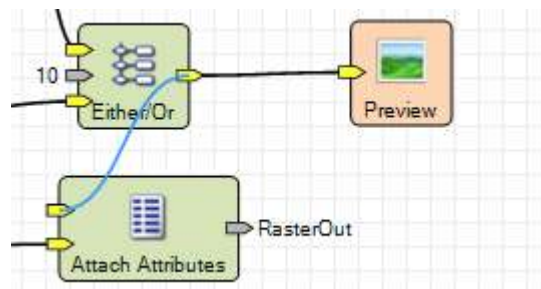 10
Either/Or
Preview
RasterOut
Attach Attributes